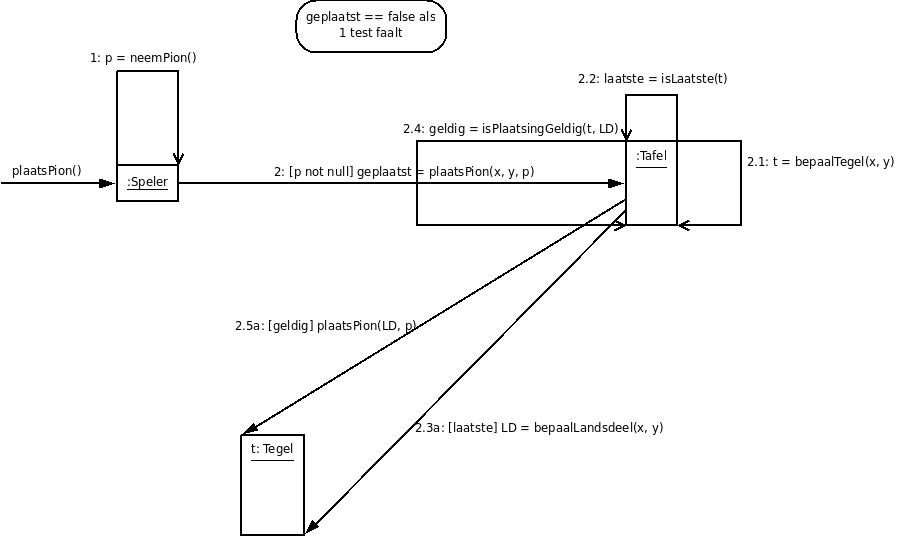 geplaatst == false als
1 test faalt
1: p = neemPion()
2.2: laatste = isLaatste(t)
2.4: geldig = isPlaatsingGeldig(t, LD)
:Tafel
2.1: t = bepaalTegel(x, y)
plaatsPion()
:Speler
2: [p not null] geplaatst = plaatsPion(x, y, p)
2.5a: [geldig] plaatsPion(LD, p)
2.3a: [laatste] LD = bepaalLandsdeel(x, y)
t: Tegel